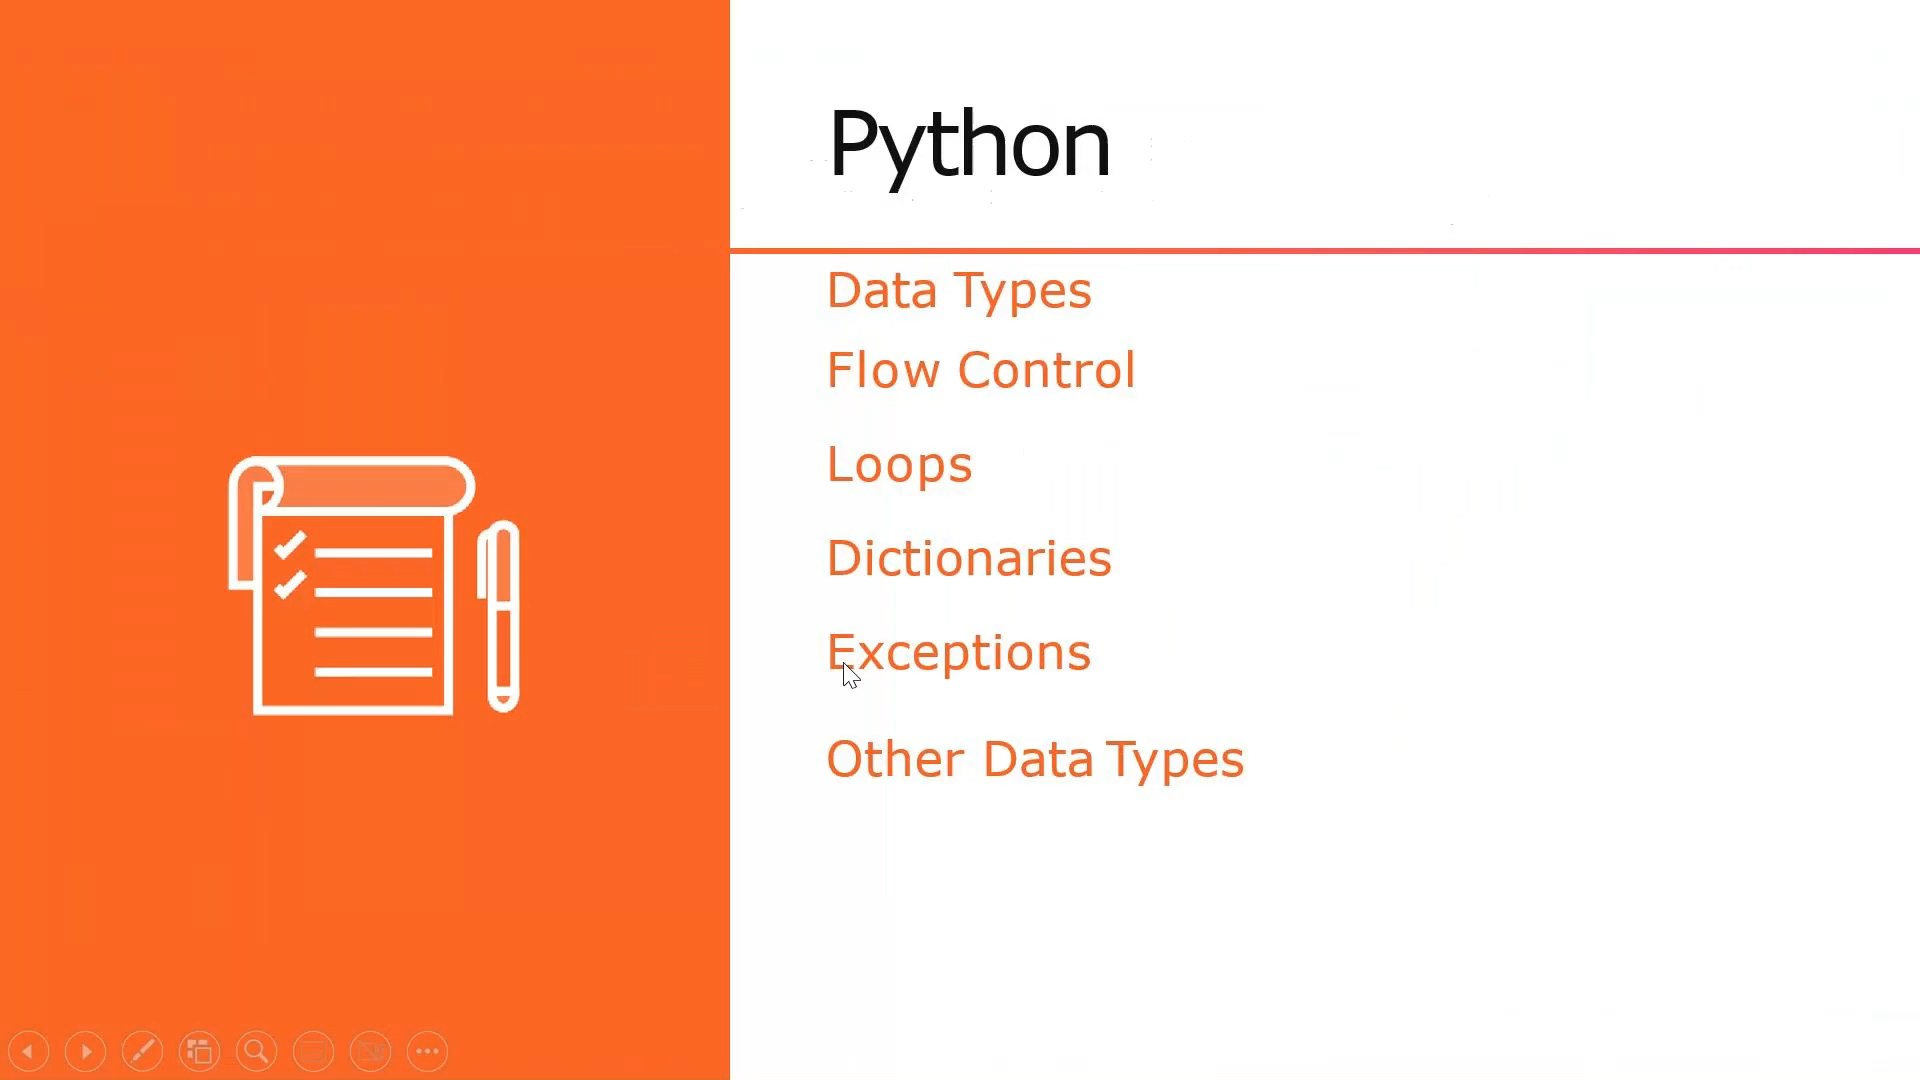 Python
Data Types
Flow Control
Loops
Dictionaries
Exceptions
Other Data Types